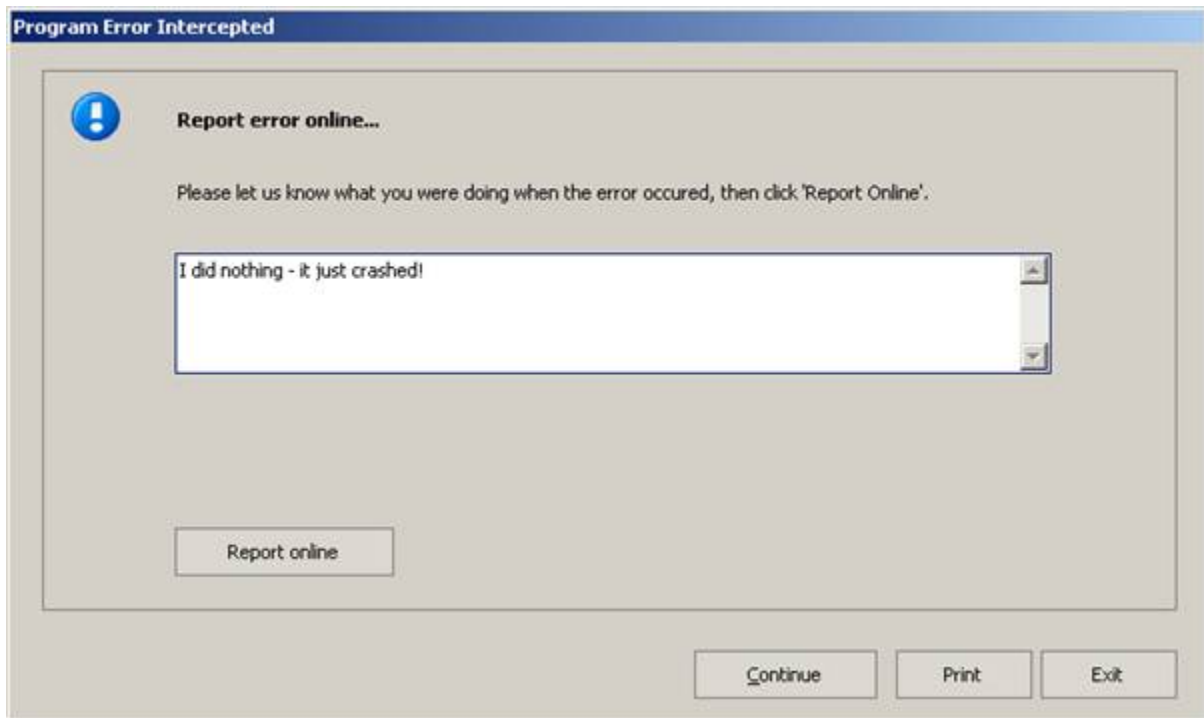 Program Error Intercepted
Report error online...
Please let us know what you were doing when the error occured, then click 'Report Online'.
I did nothing - it just crashed!
Report online
Continue Print Exit